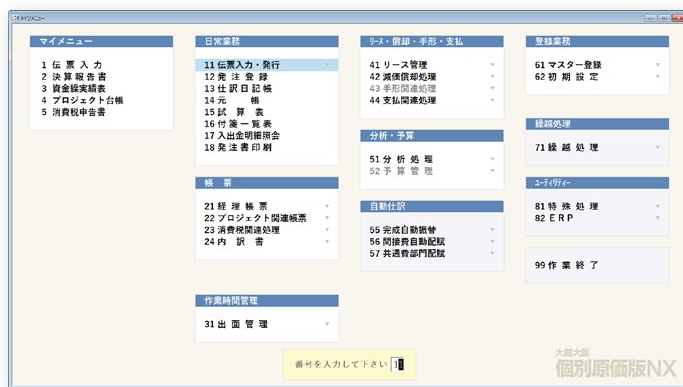 メインメニュー
マイメニュー
1 伝票入力
2 決算報告書
3 資金繰実績表
4 プロジェクト台帳
5 消費税申告書
日常業務
11 伝票入力・発行
12 発注登録
13 仕訳日記帳
14 元帳
15 試算表
16 付箋一覧表
17 入出金明細照会
18 発注書印刷
帳票
21 経理帳票
22 プロジェクト関連帳票
23 消費税関連処理
24 内訳書
作業時間管理
31 出面管理
リース・償却・手形・支払
41 リース管理
42 減価償却処理
43 手形関連処理
44 支払関連処理
分析・予算
51 分析処理
52 予算管理
自動仕訳
55 完成自動振替
56 間接費自動配賦
57 共通費部門配賦
登録業務
61 マスター登録
62 初期設定
繰越処理
71 繰越処理
ユーティリティー
81 特殊処理
82 ERP
99 作業終了
番号を入力して下さい 11
大蔵大臣
個別原価版NX